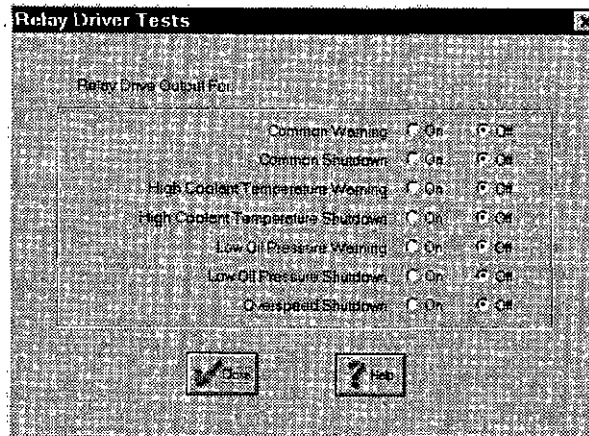 Relay Driver Tests
Relay Drive Output For:
Common Warning On Off
Common Shutdown On Off
High Coolant Temperature Warning On Off
High Coolant Temperature Shutdown On Off
Low Oil Pressure Warning On Off
Low Oil Pressure Shutdown On Off
Overspeed Shutdown On Off
Close Help